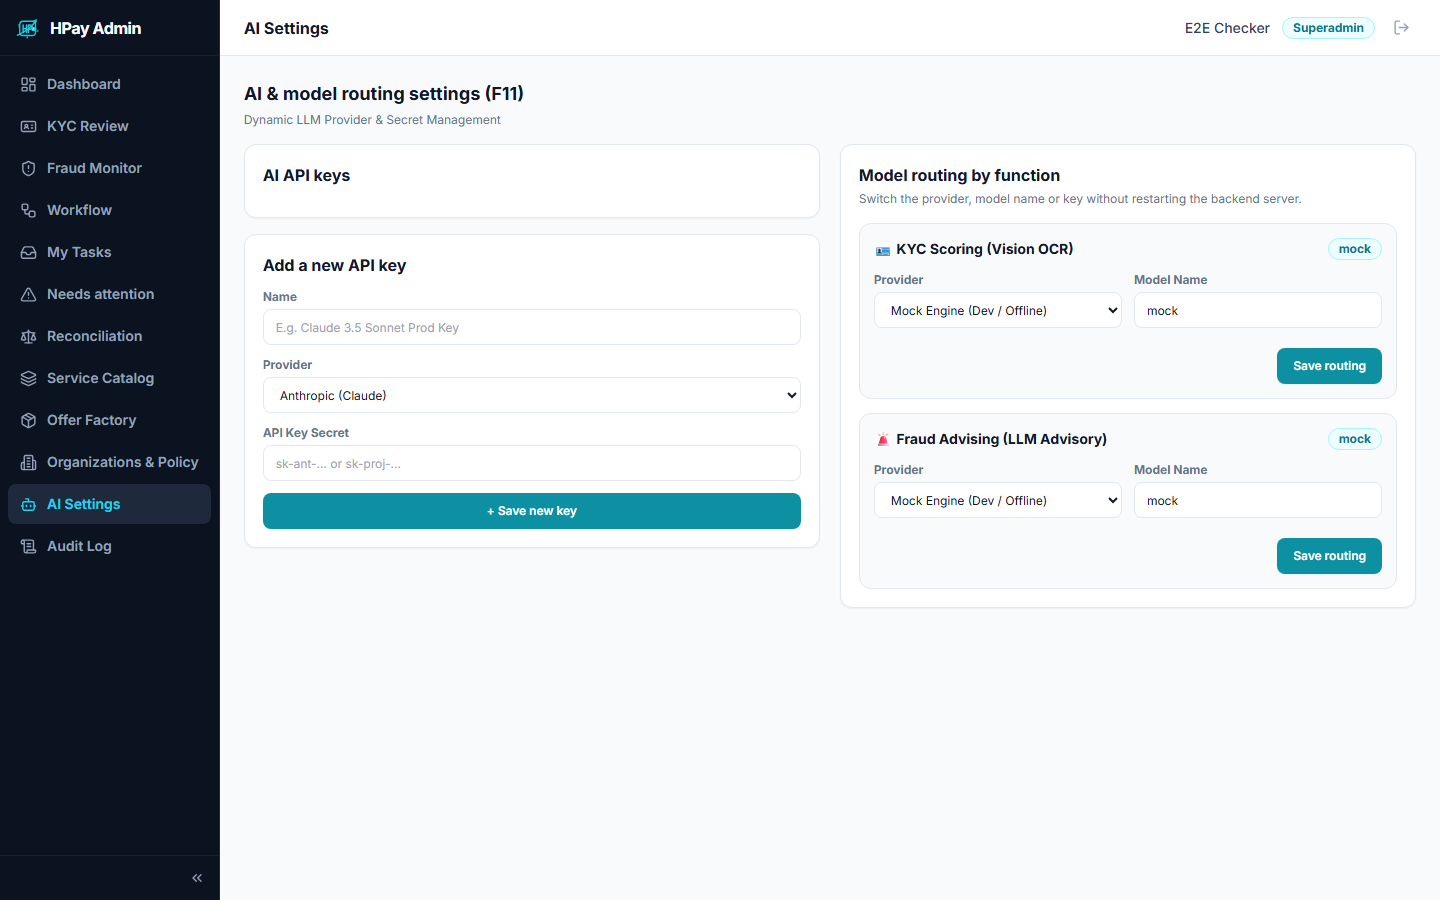 HPay Admin
Dashboard
KYC Review
Fraud Monitor
Workflow
My Tasks
Needs attention
Reconciliation
Service Catalog
Offer Factory
Organizations & Policy
AI Settings
Audit Log
AI Settings
E2E Checker
Superadmin
AI & model routing settings (F11)
Dynamic LLM Provider & Secret Management
AI API keys
Add a new API key
Name
E.g. Claude 3.5 Sonnet Prod Key
Provider
Anthropic (Claude)
API Key Secret
sk-ant-... or sk-proj-...
+ Save new key
Model routing by function
Switch the provider, model name or key without restarting the backend server.
KYC Scoring (Vision OCR)
mock
Provider
Model Name
Mock Engine (Dev / Offline)
mock
Save routing
Fraud Advising (LLM Advisory)
mock
Provider
Model Name
Mock Engine (Dev / Offline)
mock
Save routing